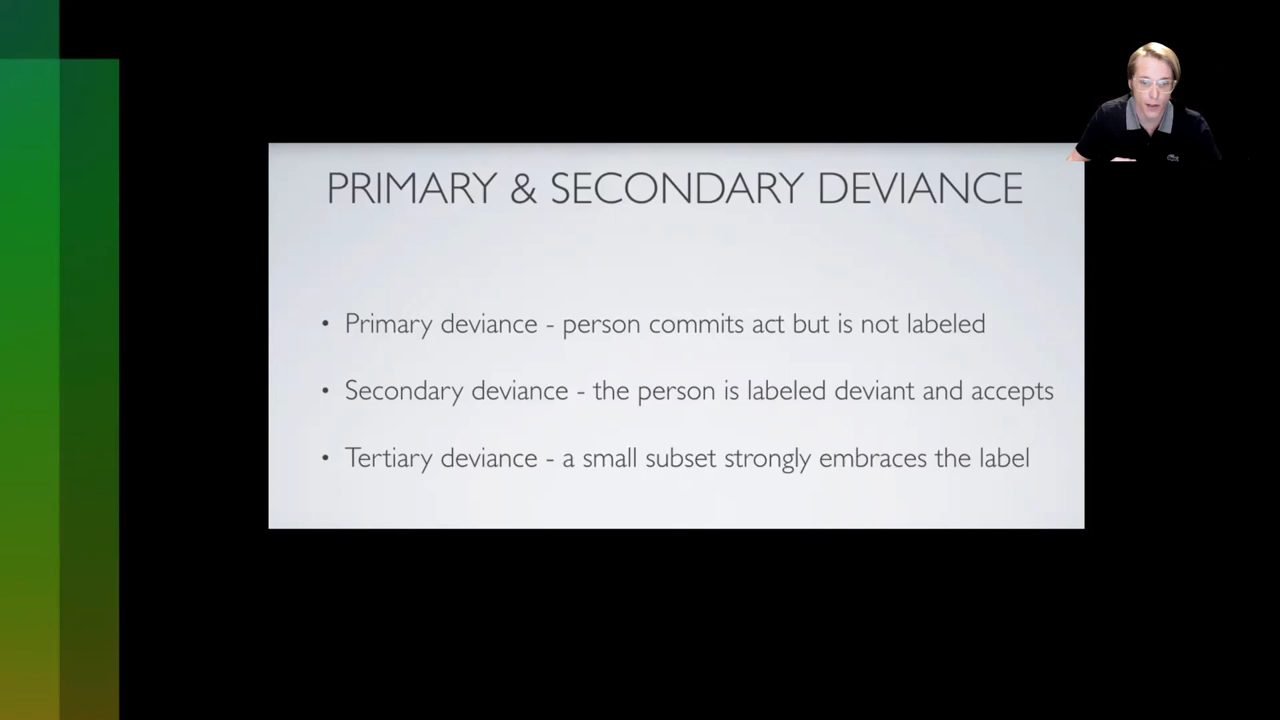 PRIMARY & SECONDARY DEVIANCE
• Primary deviance - person commits act but is not labeled
• Secondary deviance - the person is labeled deviant and accepts
• Tertiary deviance - a small subset strongly embraces the label